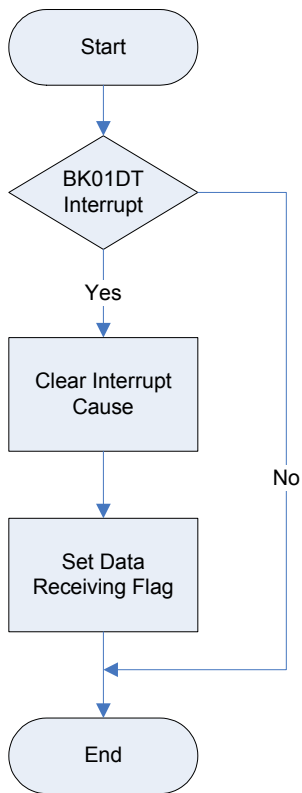 Start
BK01DT
Interrupt
Yes
Clear Interrupt
Cause
No
Set Data
Receiving Flag
End